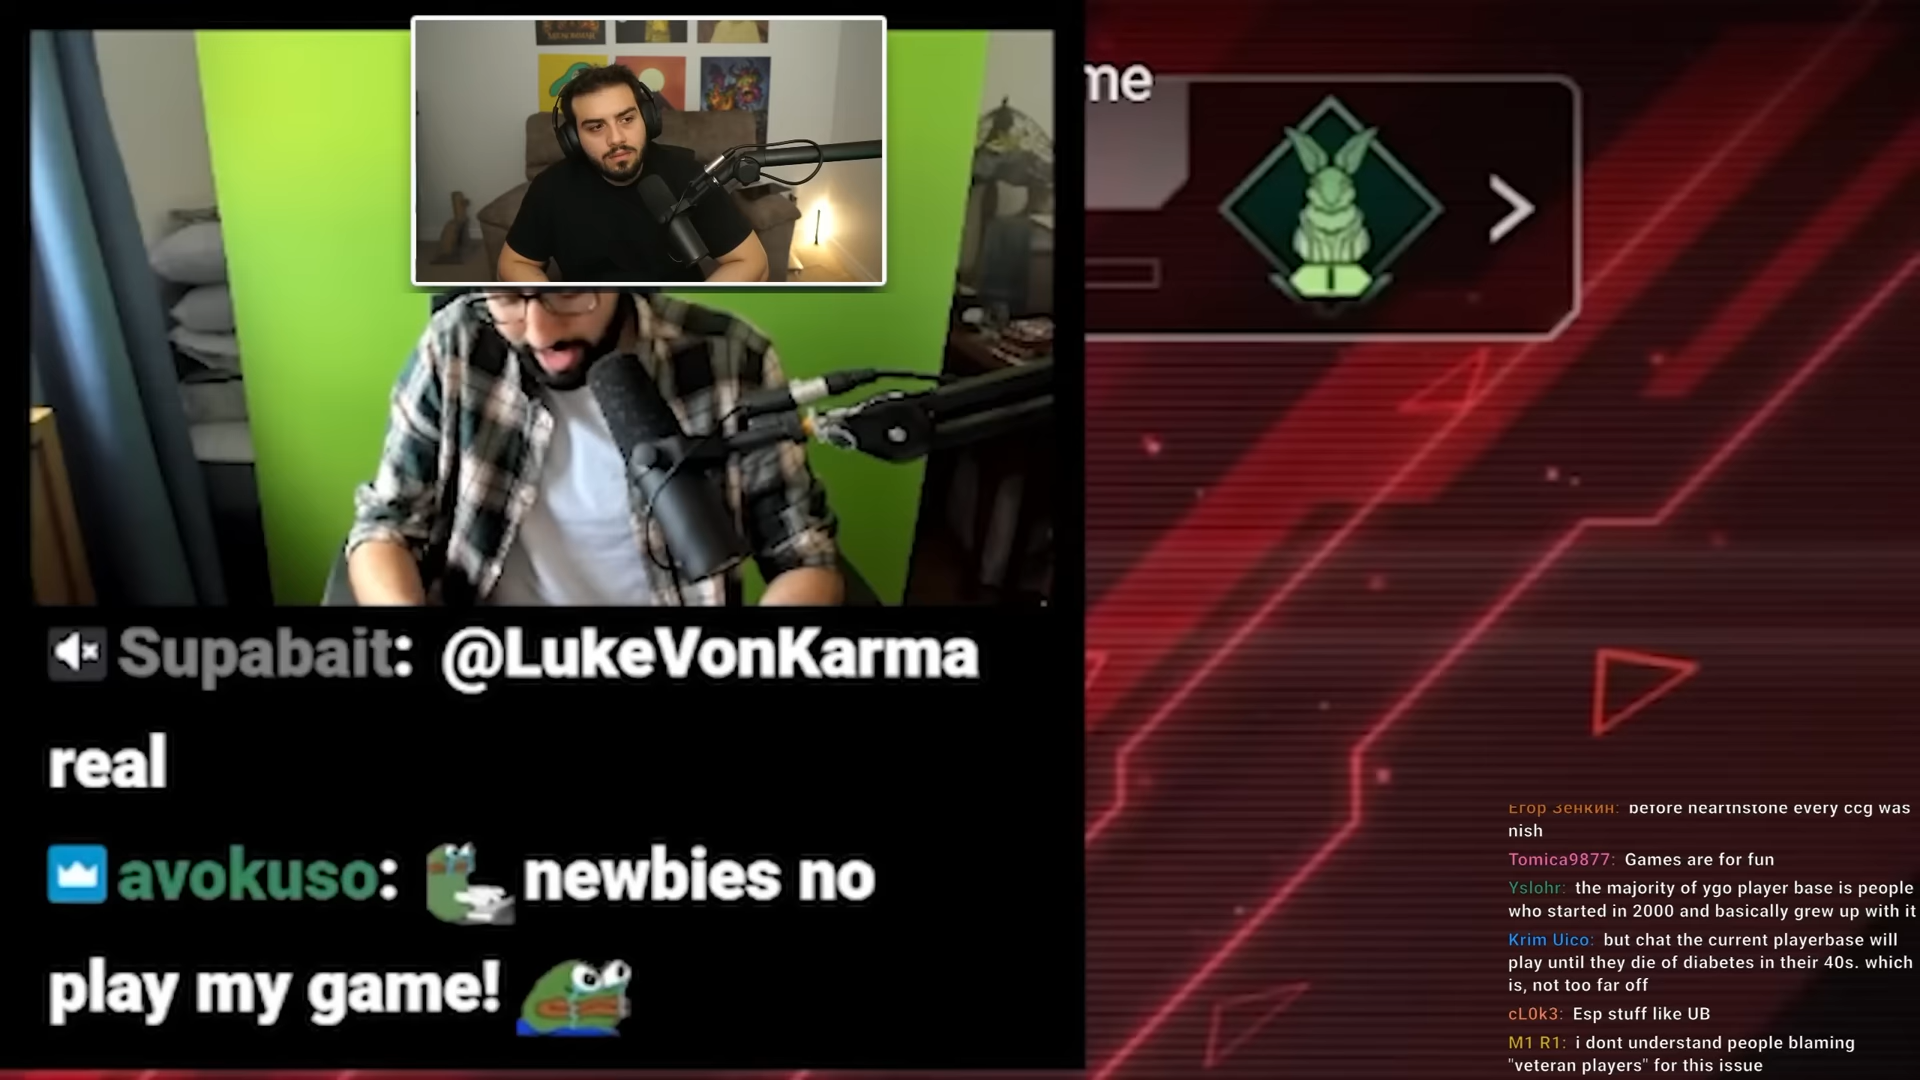 me
I
Supabait: @LukeVonKarma
real
avokuso: newbies no
play my game!
Егор Зенкин: before hearthstone every ccg was
nish
Tomica9877: Games are for fun
Yslohr: the majority of ygo player base is people
who started in 2000 and basically grew up with it
Krim Uico: but chat the current playerbase will
play until they die of diabetes in their 40s. which
is, not too far off
cL0k3: Esp stuff like UB
M1 R1: i dont understand people blaming
"veteran players" for this issue